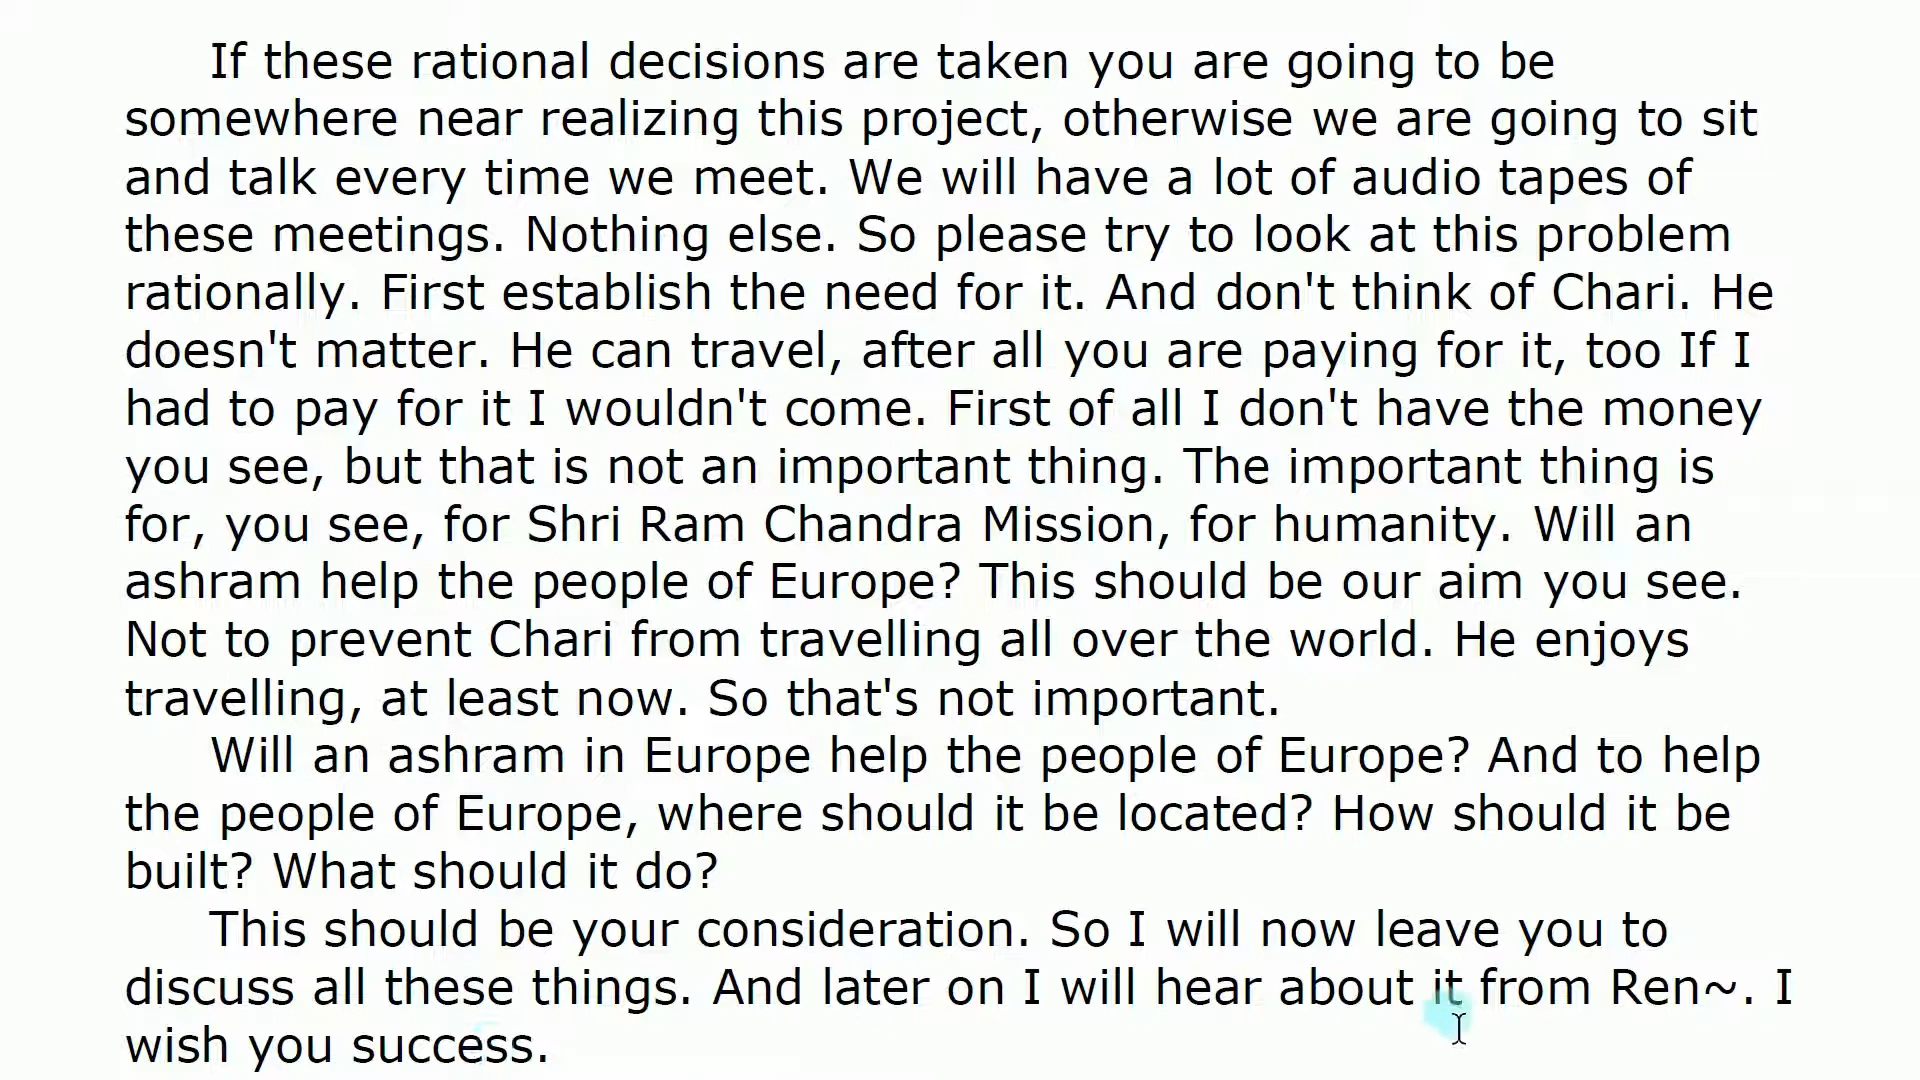 If these rational decisions are taken you are going to be
somewhere near realizing this project, otherwise we are going to sit
and talk every time we meet. We will have a lot of audio tapes of
these meetings. Nothing else. So please try to look at this problem
rationally. First establish the need for it. And don't think of Chari. He
doesn't matter. He can travel, after all you are paying for it, too If I
had to pay for it I wouldn't come. First of all I don't have the money
you see, but that is not an important thing. The important thing is
for, you see, for Shri Ram Chandra Mission, for humanity. Will an
ashram help the people of Europe? This should be our aim you see.
Not to prevent Chari from travelling all over the world. He enjoys
travelling, at least now. So that's not important.
Will an ashram in Europe help the people of Europe? And to help
the people of Europe, where should it be located? How should it be
built? What should it do?
This should be your consideration. So I will now leave you to
discuss all these things. And later on I will hear about it from Ren~. I
wish you success.